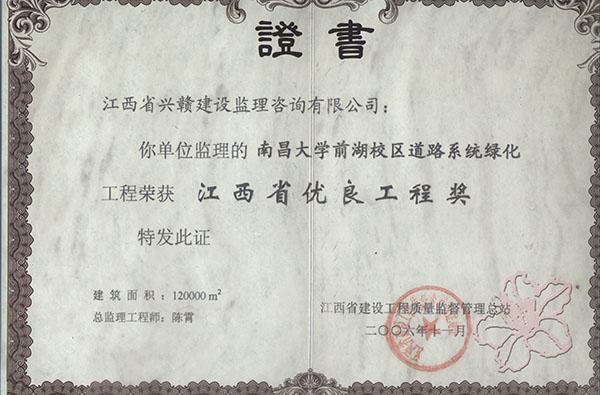 證書
江西省兴赣建设监理咨询有限公司：
你单位监理的 南昌大学前湖校区道路系统绿化
工程荣获 江西省优良工程奖
特发此证
建筑面积：120000m²
总监理工程师：陈霄
江西省建设工程质量监督管理总站
二〇〇六年十一月